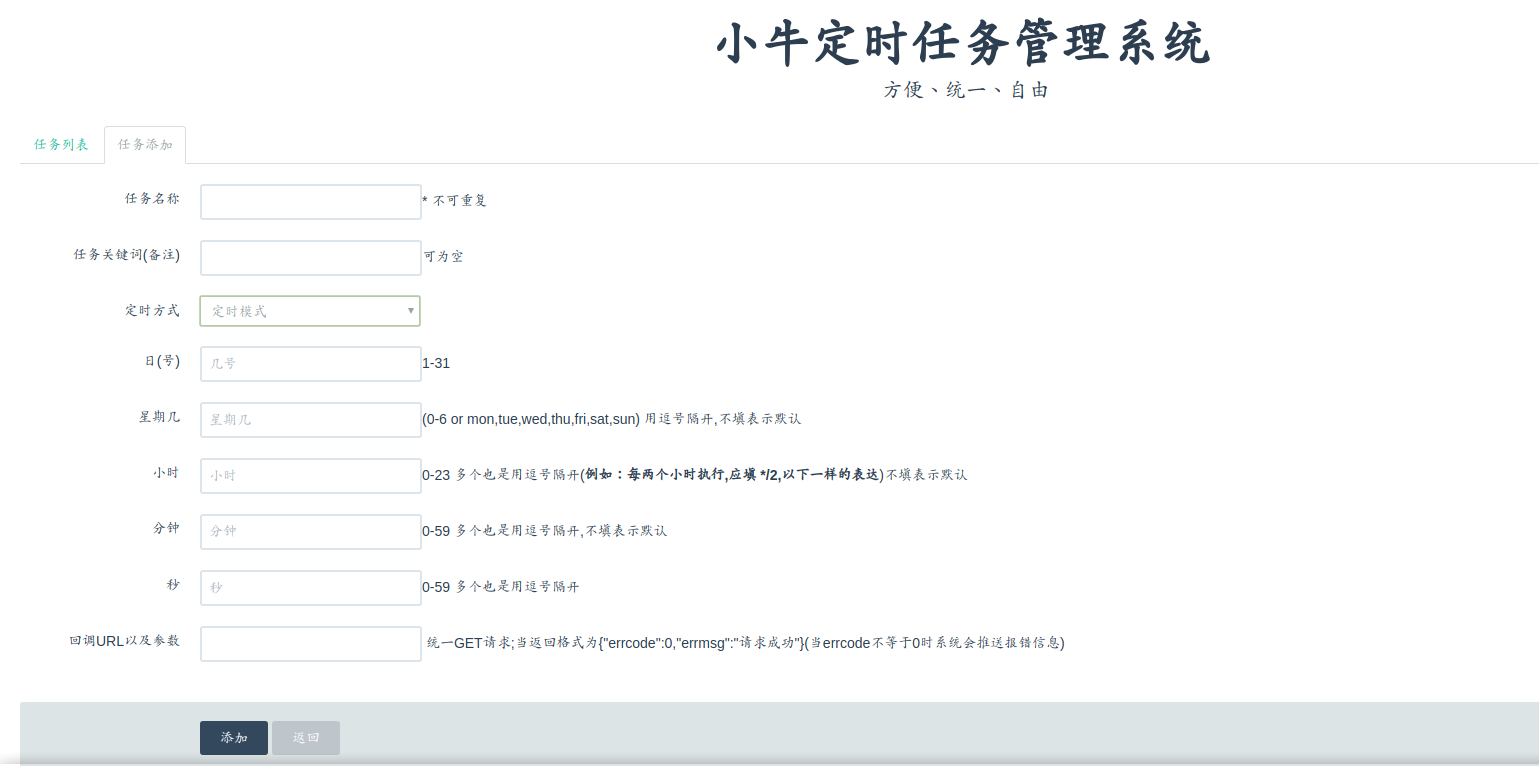 小牛定时任务管理系统
方便、统一、自由
任务列表 任务添加
任务名称 * 不可重复
任务关键词(备注) 可为空
定时方式 定时模式
日(号) 几号 1-31
星期几 星期几 (0-6 or mon,tue,wed,thu,fri,sat,sun) 用逗号隔开,不填表示默认
小时 小时 0-23 多个也是用逗号隔开(例如：每两个小时执行,应填 */2,以下一样的表达)不填表示默认
分钟 分钟 0-59 多个也是用逗号隔开,不填表示默认
秒 秒 0-59 多个也是用逗号隔开
回调URL以及参数 统一GET请求;当返回格式为{"errcode":0,"errmsg":"请求成功"}(当errcode不等于0时系统会推送报错信息)
添加 返回